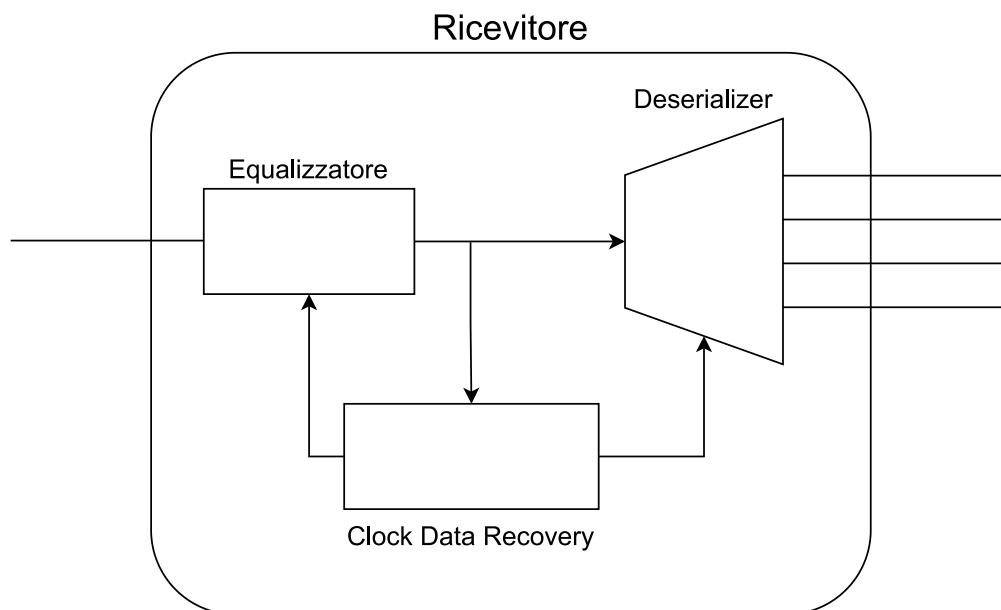 Ricevitore
Deserializer
Equalizzatore
Clock Data Recovery